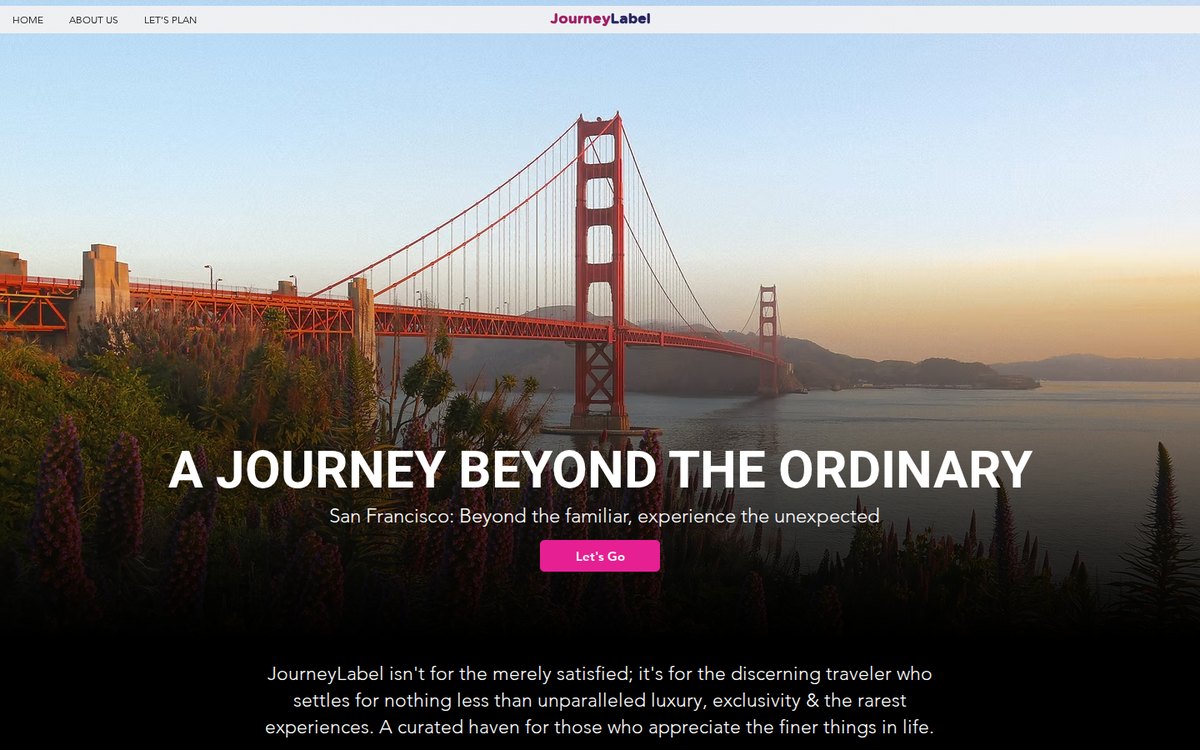 HOME ABOUT US LET'S PLAN JourneyLabel
A JOURNEY BEYOND THE ORDINARY
San Francisco: Beyond the familiar, experience the unexpected
Let's Go
JourneyLabel isn't for the merely satisfied; it's for the discerning traveler who
settles for nothing less than unparalleled luxury, exclusivity & the rarest
experiences. A curated haven for those who appreciate the finer things in life.